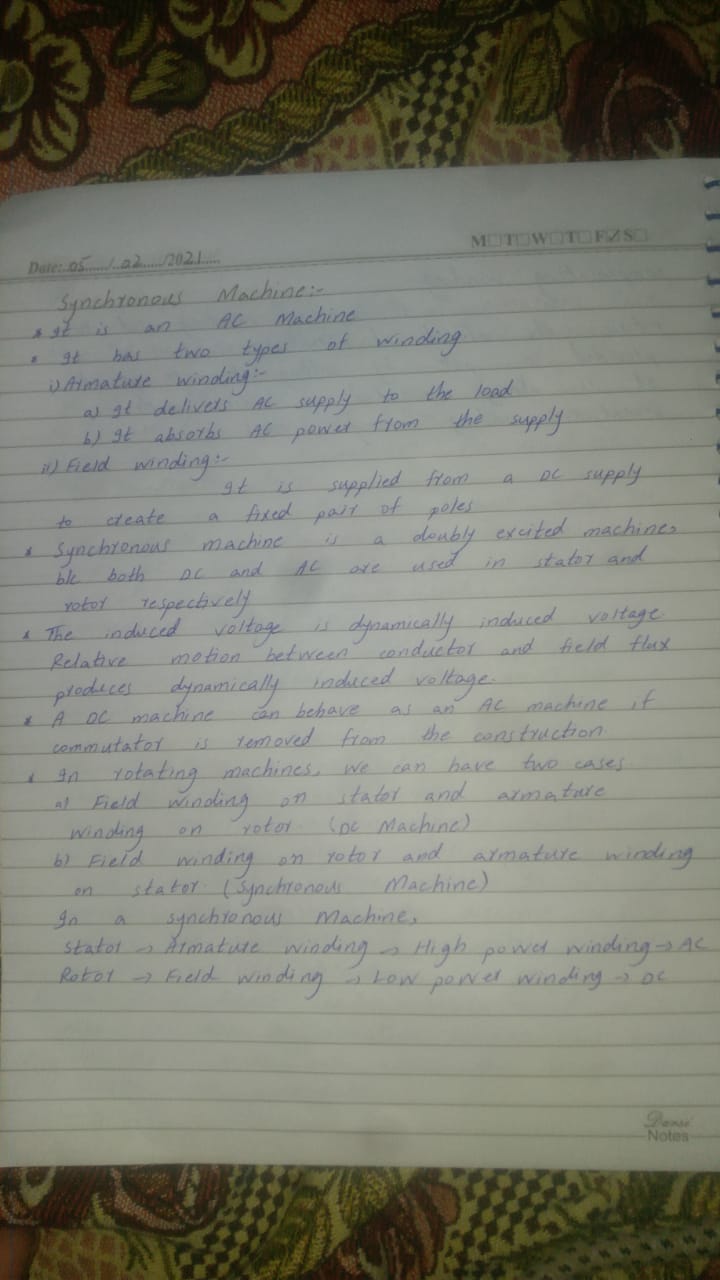 M☐T☐W☐T☐F☑S☐
Date:..05...../..02...../2021....
Synchronous Machine:-
* It is an AC Machine
* It has two types of winding
i) Armature winding:-
a) It delivers AC supply to the load
b) It absorbs AC power from the supply
ii) Field winding:-
It is supplied from a DC supply
to create a fixed pair of poles
* Synchronous machine is a doubly excited machine,
b/c both DC and AC are used in stator and
rotor respectively
* The induced voltage is dynamically induced voltage.
Relative motion between conductor and field flux
produces dynamically induced voltage.
* A DC machine can behave as an AC machine if
commutator is removed from the construction.
* In rotating machines, we can have two cases
a) Field winding on stator and armature
winding on rotor. (DC Machine)
b) Field winding on rotor and armature winding
on stator. (Synchronous Machine)
In a synchronous Machine,
Stator → Armature winding → High power winding → AC
Rotor → Field winding → Low power winding → DC
Danse
Notes